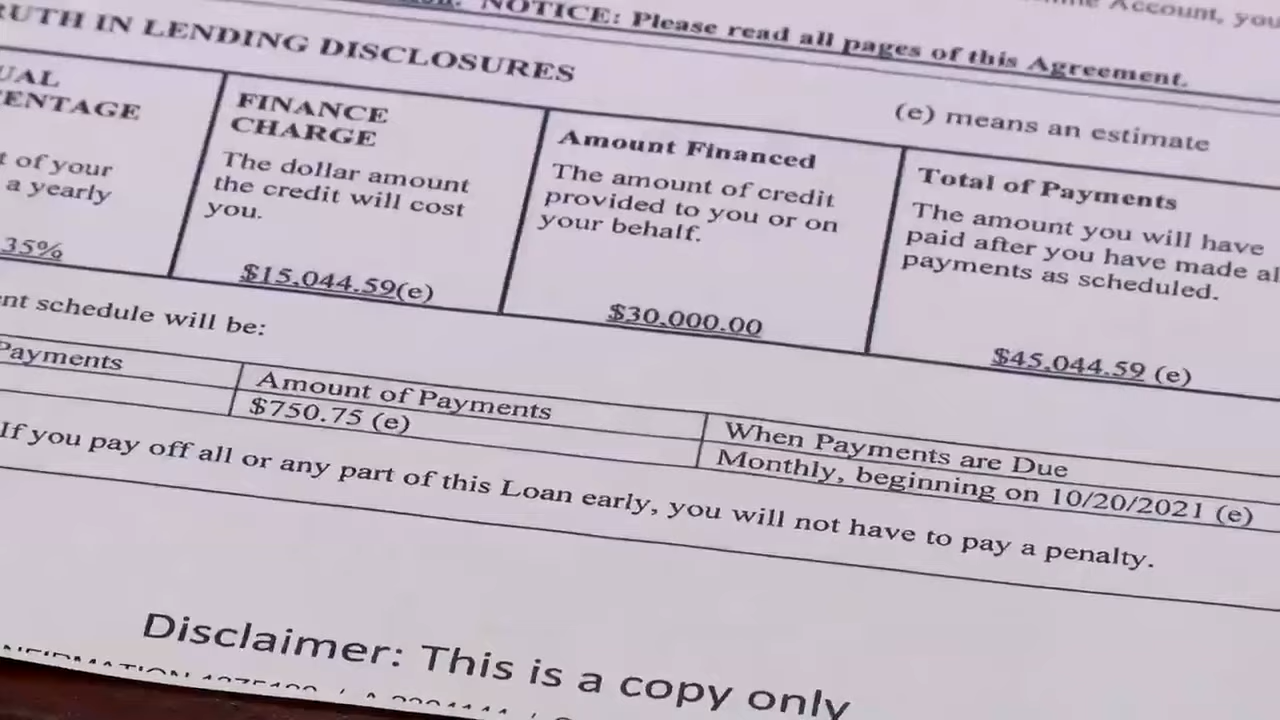 NOTICE: Please read all pages of this Agreement.
Account, you
TRUTH IN LENDING DISCLOSURES
(e) means an estimate
UAL
ENTAGE
t of your
a yearly
35%
FINANCE
CHARGE
The dollar amount
the credit will cost
you.
$15,044.59(e)
Amount Financed
The amount of credit
provided to you or on
your behalf.
$30,000.00
Total of Payments
The amount you will have
paid after you have made al
payments as scheduled.
$45,044.59 (e)
nt schedule will be:
Payments
Amount of Payments
When Payments are Due
$750.75 (e)
Monthly, beginning on 10/20/2021 (e)
If you pay off all or any part of this Loan early, you will not have to pay a penalty.
Disclaimer: This is a copy only